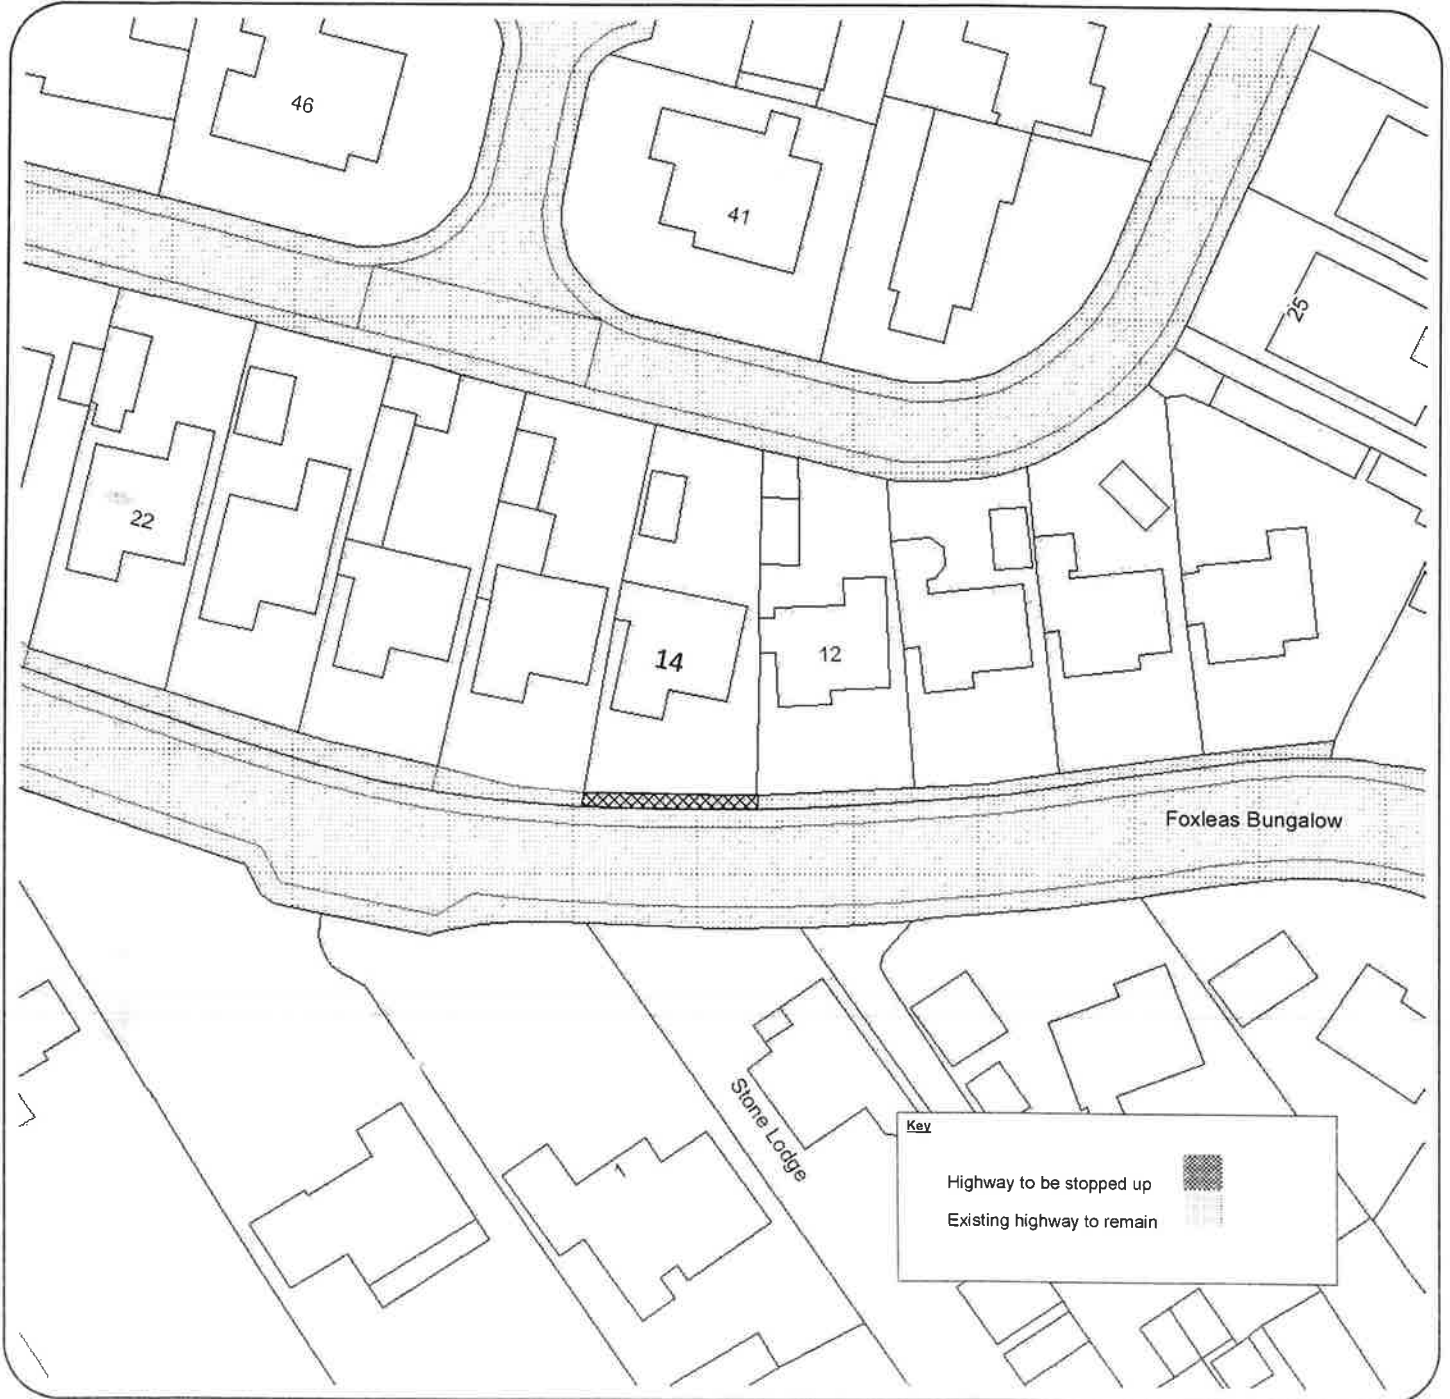 46
41
25
22
14
12
Foxleas Bungalow
Stone Lodge
1
Key
Highway to be stopped up
Existing highway to remain